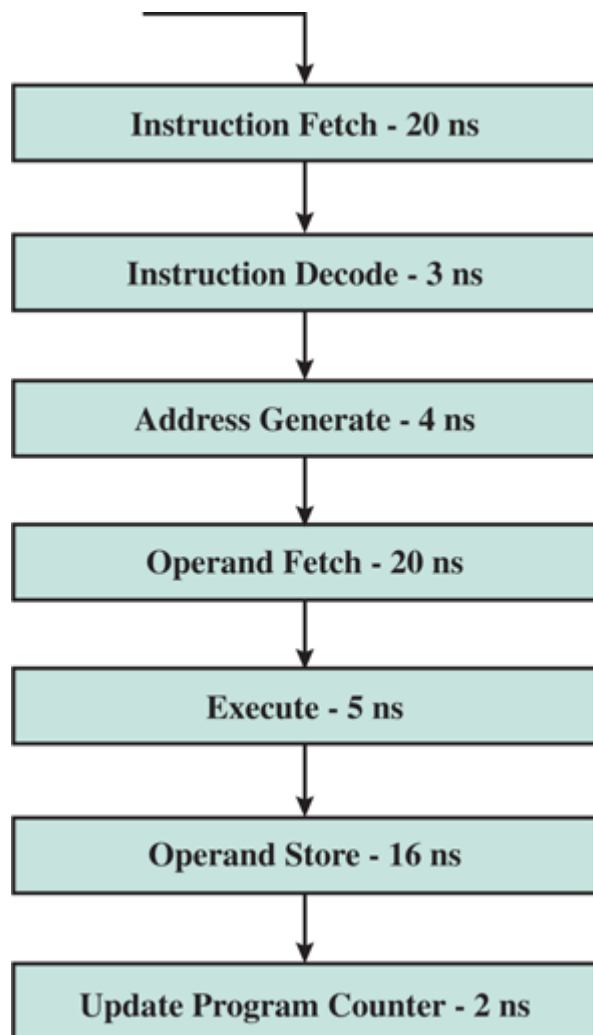 Instruction Fetch - 20 ns
Instruction Decode - 3 ns
Address Generate - 4 ns
Operand Fetch - 20 ns
Execute - 5 ns
Operand Store - 16 ns
Update Program Counter - 2 ns